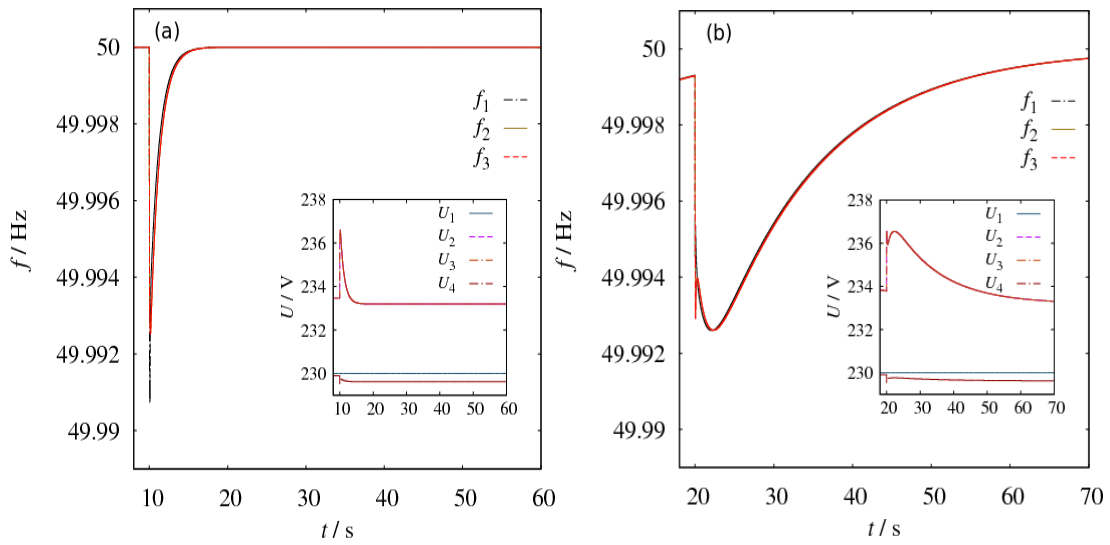 (a)
50
49.998
49.996
49.994
49.992
49.99
f / Hz
f1
f2
f3
238
236
234
232
230
U / V
U1
U2
U3
U4
10 20 30 40 50 60
10 20 30 40 50 60
t / s
(b)
50
49.998
49.996
49.994
49.992
49.99
f / Hz
f1
f2
f3
238
236
234
232
230
U / V
U1
U2
U3
U4
20 30 40 50 60 70
20 30 40 50 60 70
t / s